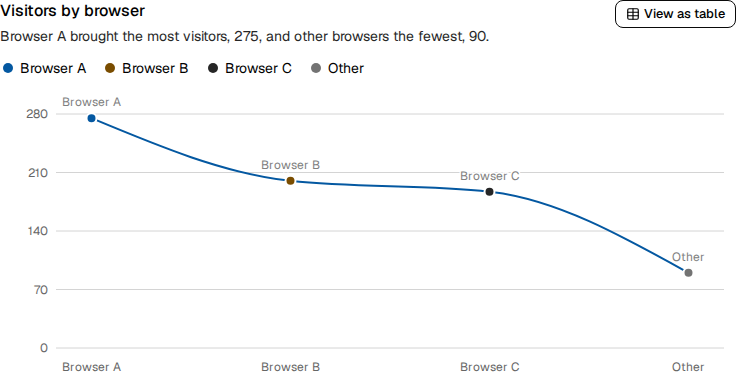 Visitors by browser
View as table
Browser A brought the most visitors, 275, and other browsers the fewest, 90.
Browser A Browser B Browser C Other
Browser A
280
Browser B
210
Browser C
140
Other
70
0
Browser A Browser B Browser C Other